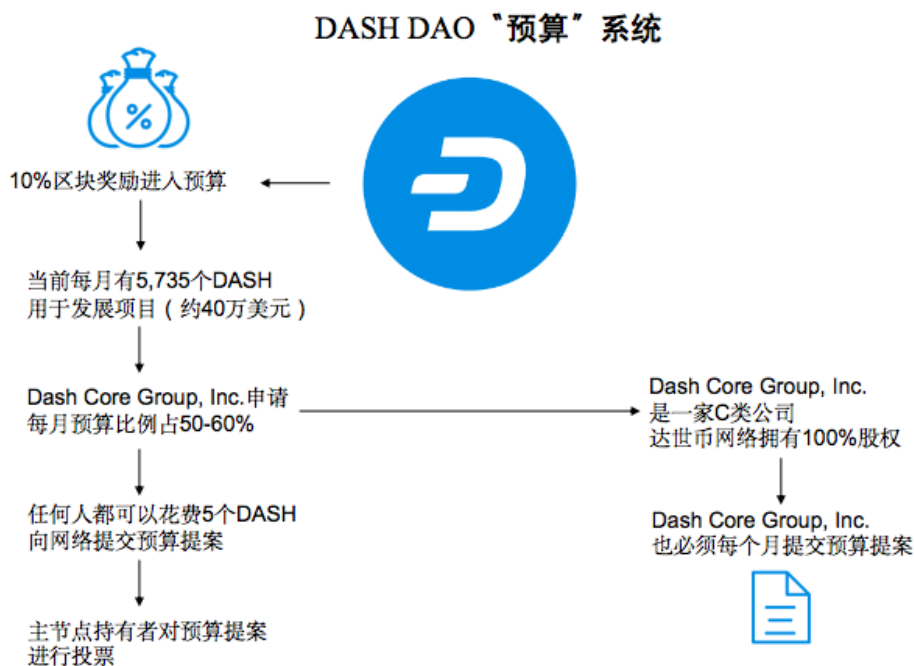 DASH DAO“预算”系统
%
10%区块奖励进入预算
当前每月有5,735个DASH
用于发展项目（约40万美元）
Dash Core Group, Inc.申请
每月预算比例占50-60%
任何人都可以花费5个DASH
向网络提交预算提案
主节点持有者对预算提案
进行投票
Dash Core Group, Inc.
是一家C类公司
达世币网络拥有100%股权
Dash Core Group, Inc.
也必须每个月提交预算提案